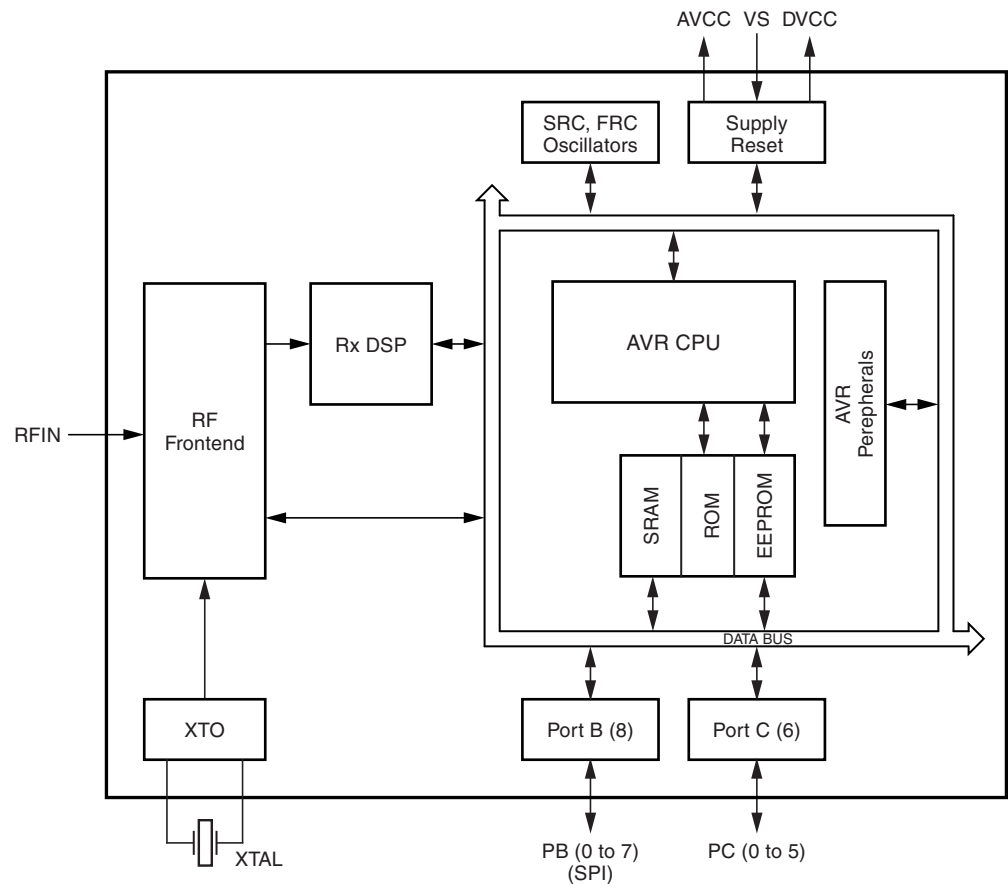 AVCC VS DVCC
SRC, FRC
Oscillators
Supply
Reset
Rx DSP
AVR CPU
AVR
Perepherals
RF
Frontend
RFIN
SRAM
ROM
EEPROM
DATA BUS
XTO
Port B (8)
Port C (6)
XTAL
PB (0 to 7)
(SPI)
PC (0 to 5)